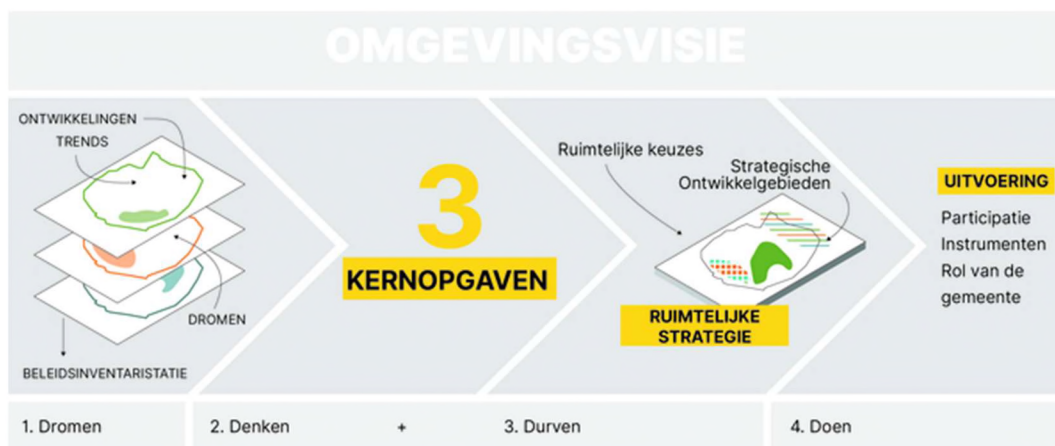 OMGEVINGSVISIE
ONTWIKKELINGEN
TRENDS
DROMEN
BELEIDSINVENTARISTATIE
3
KERNOPGAVEN
Ruimtelijke keuzes
Strategische
Ontwikkelgebieden
RUIMTELIJKE
STRATEGIE
UITVOERING
Participatie
Instrumenten
Rol van de
gemeente
1. Dromen
2. Denken + 3. Durven
4. Doen